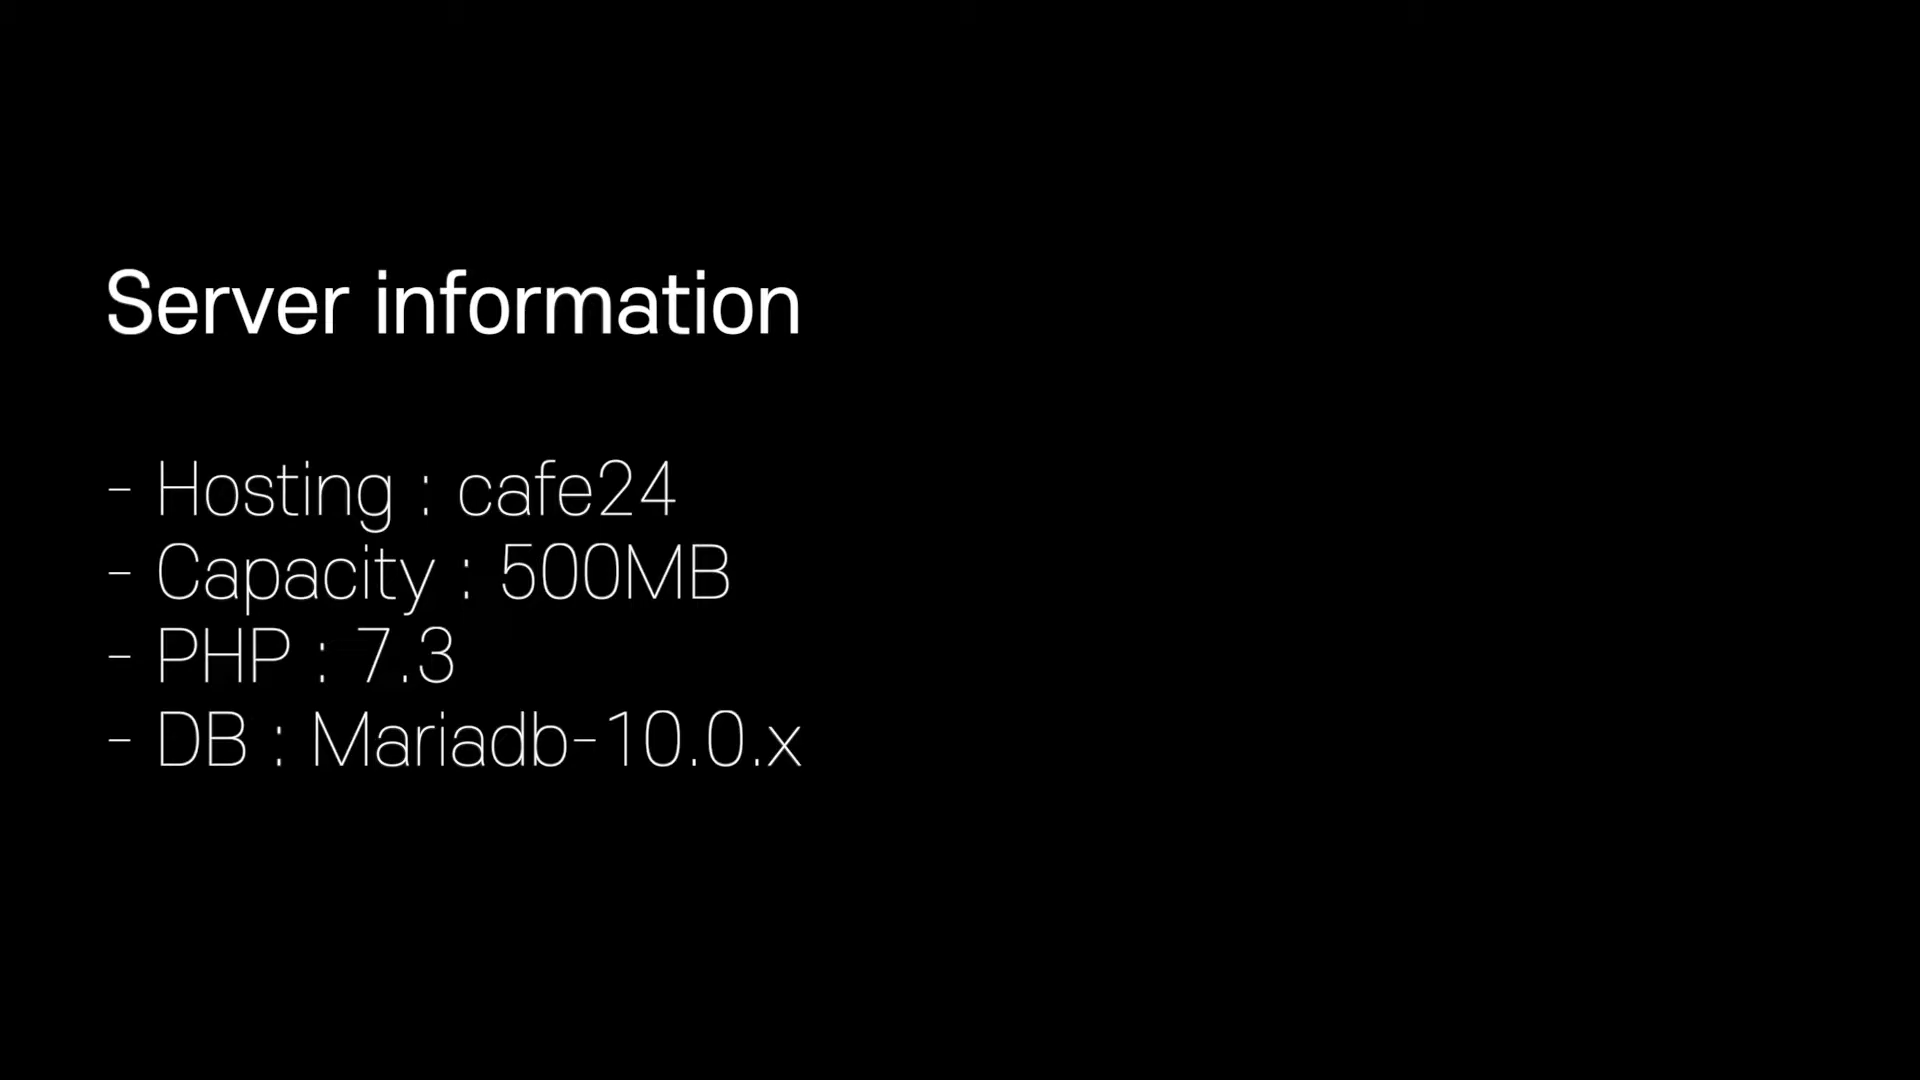 Server information
- Hosting : cafe24
- Capacity : 500MB
- PHP : 7.3
- DB : Mariadb-10.0.x